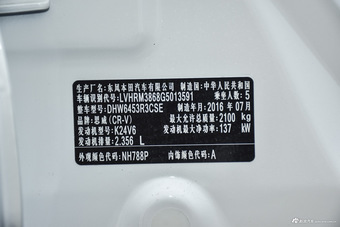 生产厂名：东风本田汽车有限公司 制造国：中华人民共和国
车辆识别代号：LVHRM3868G5013591 乘坐人数：5
整车型号：DHW6453R3CSE 制造年月：2016 年 07月
品牌：思威(CR-V) 最大允许总质量：2100 kg
发动机型号：K24V6 发动机最大净功率：137 kW
发动机排量：2.356 L
外观颜色代码：NH788P 内饰颜色代码：A